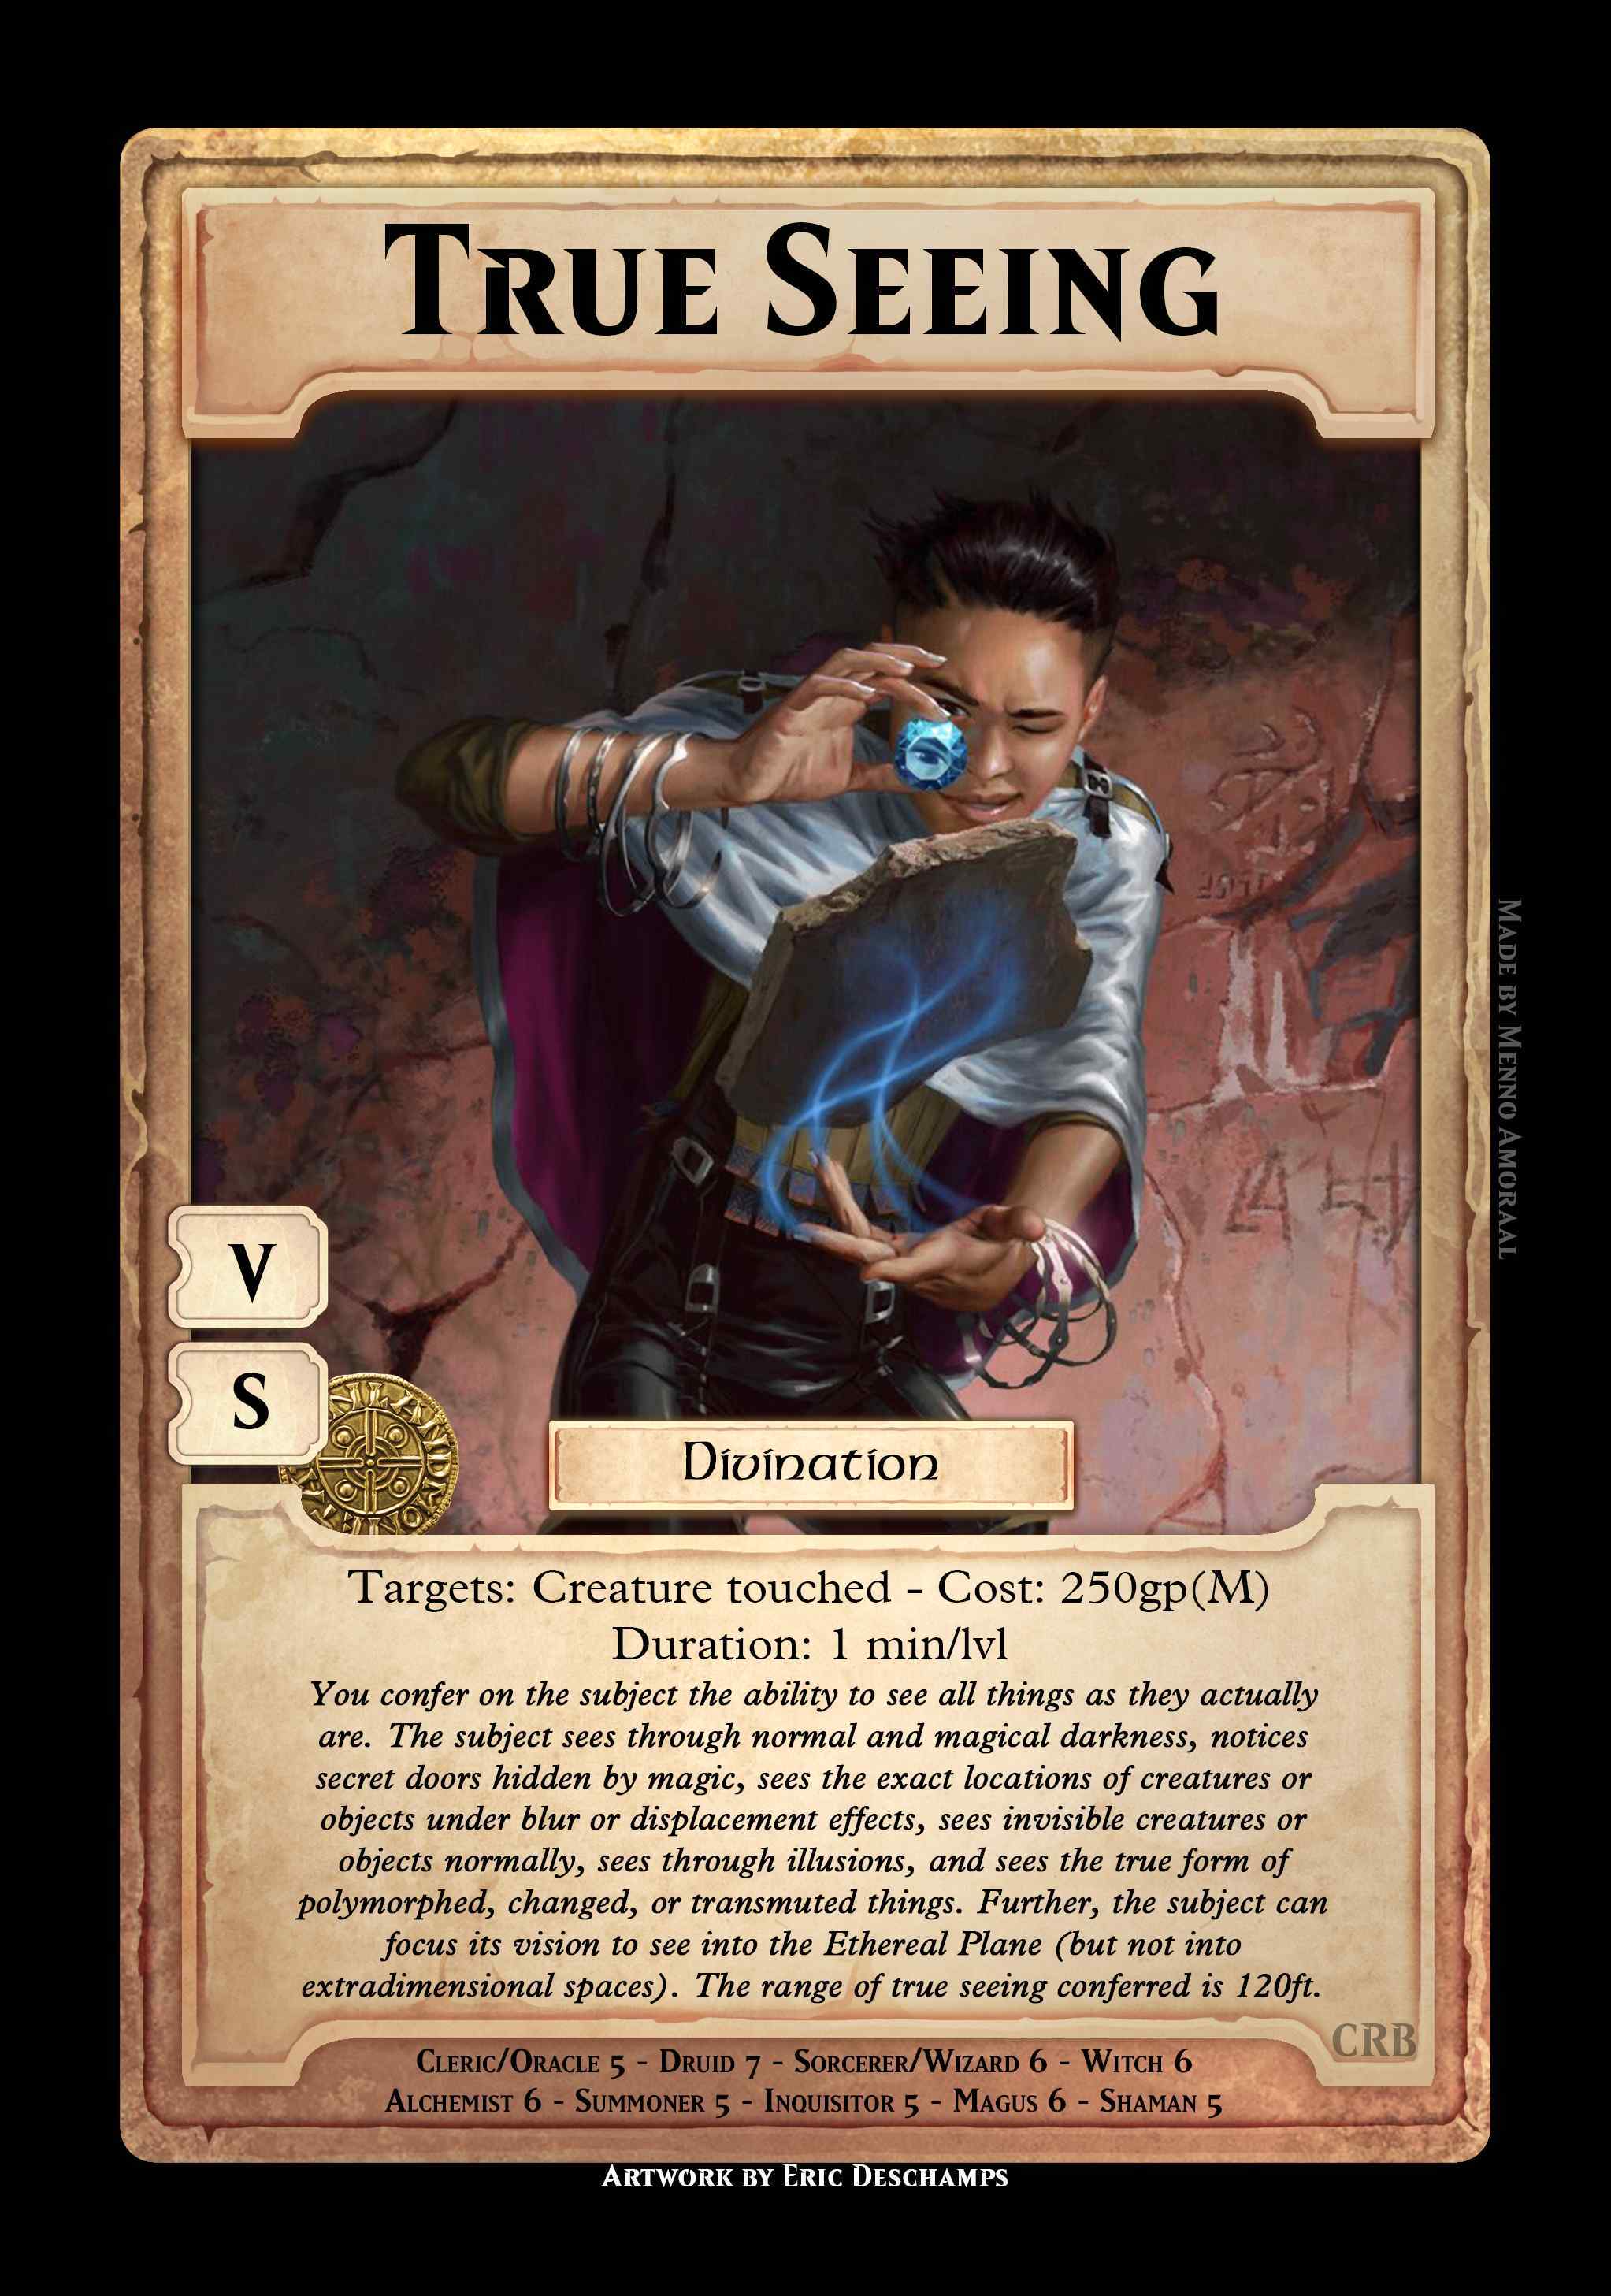 True Seeing
V
S
Divination
Targets: Creature touched - Cost: 250gp(M)
Duration: 1 min/lvl
You confer on the subject the ability to see all things as they actually
are. The subject sees through normal and magical darkness, notices
secret doors hidden by magic, sees the exact locations of creatures or
objects under blur or displacement effects, sees invisible creatures or
objects normally, sees through illusions, and sees the true form of
polymorphed, changed, or transmuted things. Further, the subject can
focus its vision to see into the Ethereal Plane (but not into
extradimensional spaces). The range of true seeing conferred is 120ft.
CRB
Cleric/Oracle 5 - Druid 7 - Sorcerer/Wizard 6 - Witch 6
Alchemist 6 - Summoner 5 - Inquisitor 5 - Magus 6 - Shaman 5
Artwork by Eric Deschamps
Made by Menno Amoraal